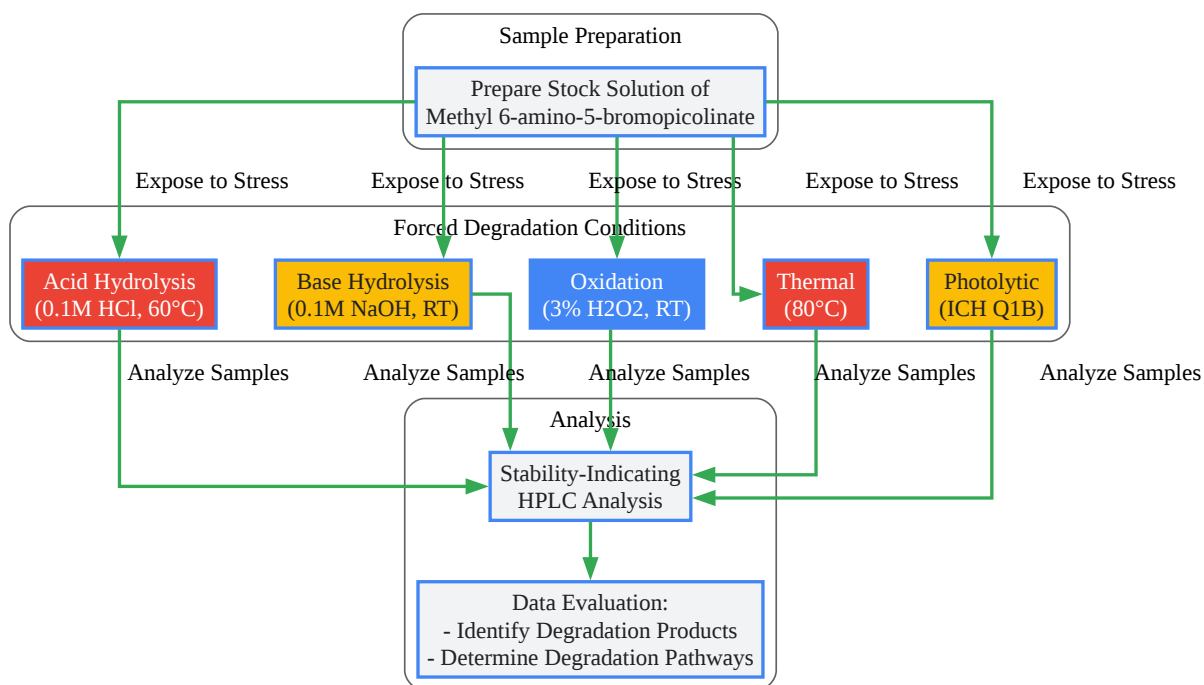 Sample Preparation
Prepare Stock Solution of
Methyl 6-amino-5-bromopicolinate
Expose to Stress
Expose to Stress
Expose to Stress
Expose to Stress
Expose to Stress
Forced Degradation Conditions
Acid Hydrolysis
(0.1M HCl, 60°C)
Base Hydrolysis
(0.1M NaOH, RT)
Oxidation
(3% H2O2, RT)
Thermal
(80°C)
Photolytic
(ICH Q1B)
Analyze Samples
Analyze Samples
Analyze Samples
Analyze Samples
Analyze Samples
Analysis
Stability-Indicating
HPLC Analysis
Data Evaluation:
- Identify Degradation Products
- Determine Degradation Pathways